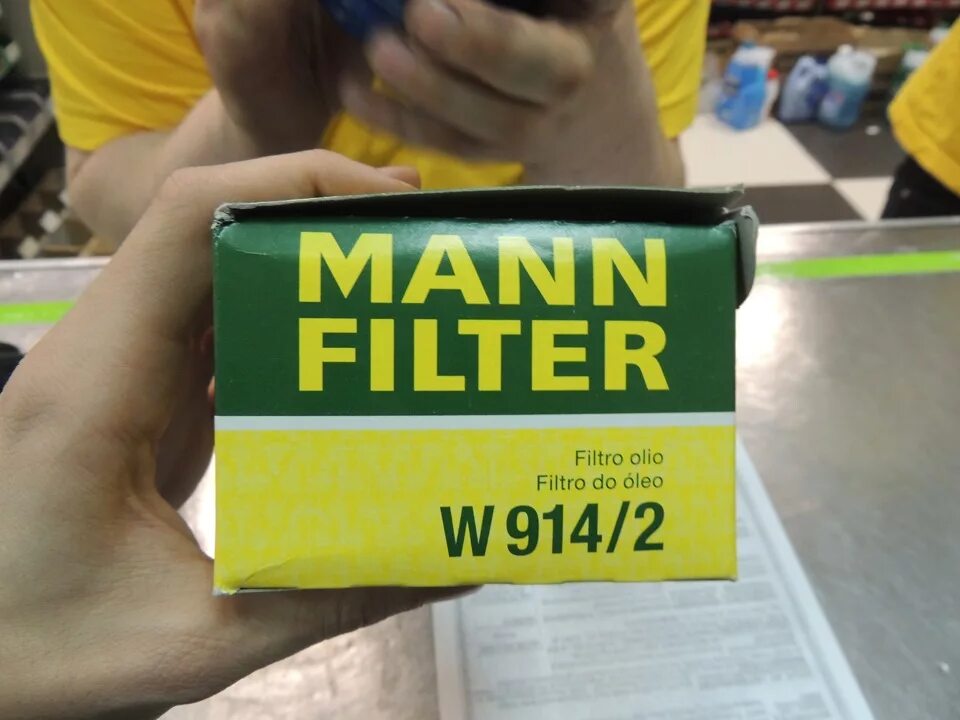 MANN
FILTER
Filtro olio
Filtro do óleo
W 914/2